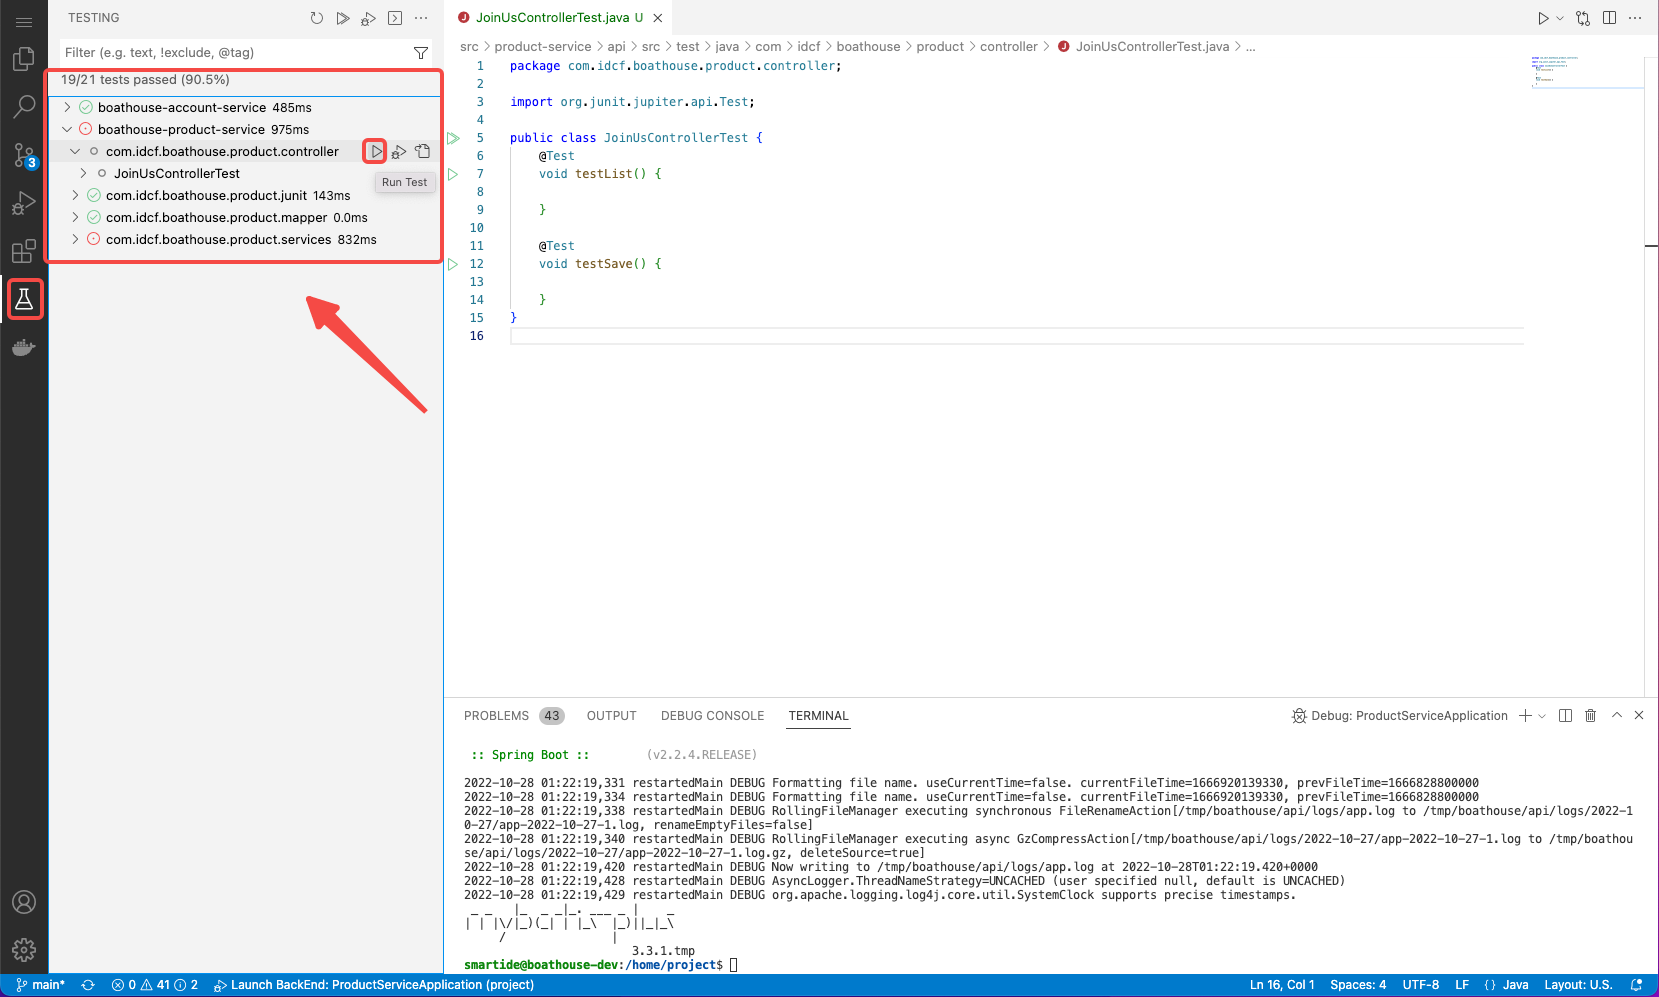 TESTING
Filter (e.g. text, !exclude, @tag)
19/21 tests passed (90.5%)
boathouse-account-service 485ms
boathouse-product-service 975ms
com.idcf.boathouse.product.controller
JoinUsControllerTest
Run Test
com.idcf.boathouse.product.junit 143ms
com.idcf.boathouse.product.mapper 0.0ms
com.idcf.boathouse.product.services 832ms
3
J JoinUsControllerTest.java U
src > product-service > api > src > test > java > com > idcf > boathouse > product > controller > J JoinUsControllerTest.java > ...
1 package com.idcf.boathouse.product.controller;
2
3 import org.junit.jupiter.api.Test;
4
5 public class JoinUsControllerTest {
6 @Test
7 void testList() {
8
9 }
10
11 @Test
12 void testSave() {
13
14 }
15 }
16
PROBLEMS 43 OUTPUT DEBUG CONSOLE TERMINAL
Debug: ProductServiceApplication
:: Spring Boot :: (v2.2.4.RELEASE)
2022-10-28 01:22:19,331 restartedMain DEBUG Formatting file name. useCurrentTime=false. currentFileTime=1666920139330, prevFileTime=1666828800000
2022-10-28 01:22:19,334 restartedMain DEBUG Formatting file name. useCurrentTime=false. currentFileTime=1666920139330, prevFileTime=1666828800000
2022-10-28 01:22:19,338 restartedMain DEBUG RollingFileManager executing synchronous FileRenameAction[/tmp/boathouse/api/logs/app.log to /tmp/boathouse/api/logs/2022-1
0-27/app-2022-10-27-1.log, renameEmptyFiles=false]
2022-10-28 01:22:19,340 restartedMain DEBUG RollingFileManager executing async GzCompressAction[/tmp/boathouse/api/logs/2022-10-27/app-2022-10-27-1.log to /tmp/boathou
se/api/logs/2022-10-27/app-2022-10-27-1.log.gz, deleteSource=true]
2022-10-28 01:22:19,420 restartedMain DEBUG Now writing to /tmp/boathouse/api/logs/app.log at 2022-10-28T01:22:19.420+0000
2022-10-28 01:22:19,428 restartedMain DEBUG AsyncLogger.ThreadNameStrategy=UNCACHED (user specified null, default is UNCACHED)
2022-10-28 01:22:19,429 restartedMain DEBUG org.apache.logging.log4j.core.util.SystemClock supports precise timestamps.
3.3.1.tmp
smartide@boathouse-dev:/home/project$
main* 0 41 2 Launch BackEnd: ProductServiceApplication (project)
Ln 16, Col 1 Spaces: 4 UTF-8 LF {} Java Layout: U.S.